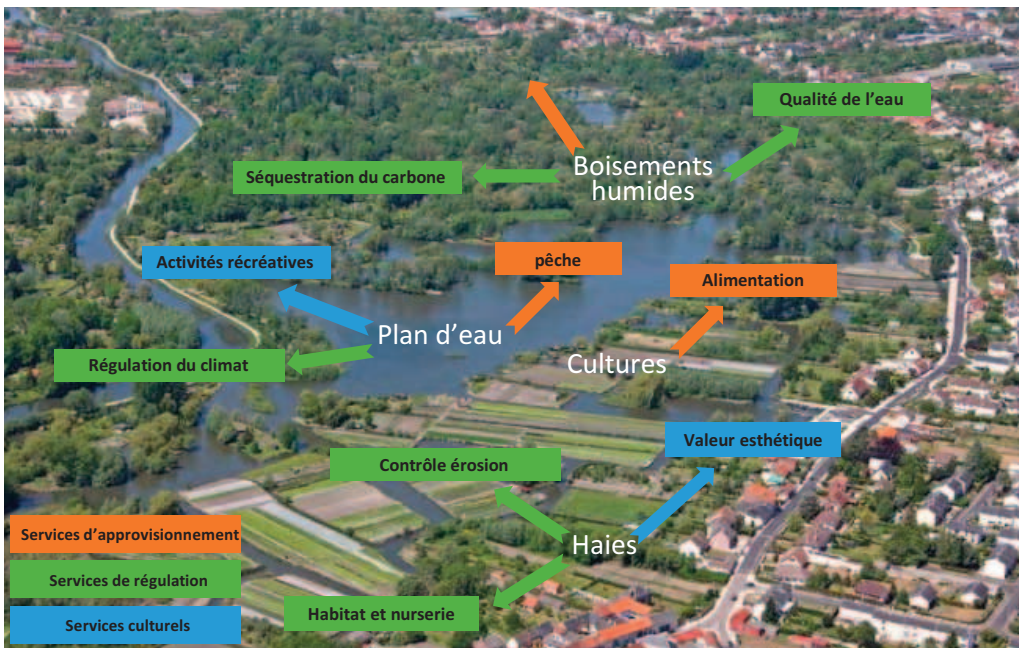 Qualité de l’eau
Boisements
humides
Séquestration du carbone
Activités récréatives
pêche
Alimentation
Plan d’eau
Cultures
Régulation du climat
Valeur esthétique
Contrôle érosion
Services d’approvisionnement
Haies
Services de régulation
Habitat et nurserie
Services culturels